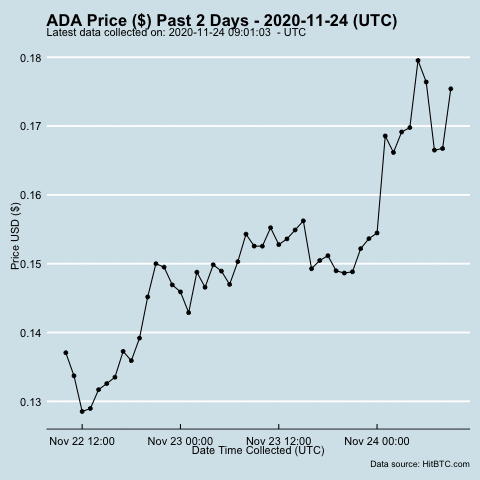 ADA Price ($) Past 2 Days - 2020-11-24 (UTC)
Latest data collected on: 2020-11-24 09:01:03 - UTC
Price USD ($)
0.18
0.17
0.16
0.15
0.14
0.13
Nov 22 12:00 Nov 23 00:00 Nov 23 12:00 Nov 24 00:00
Date Time Collected (UTC)
Data source: HitBTC.com